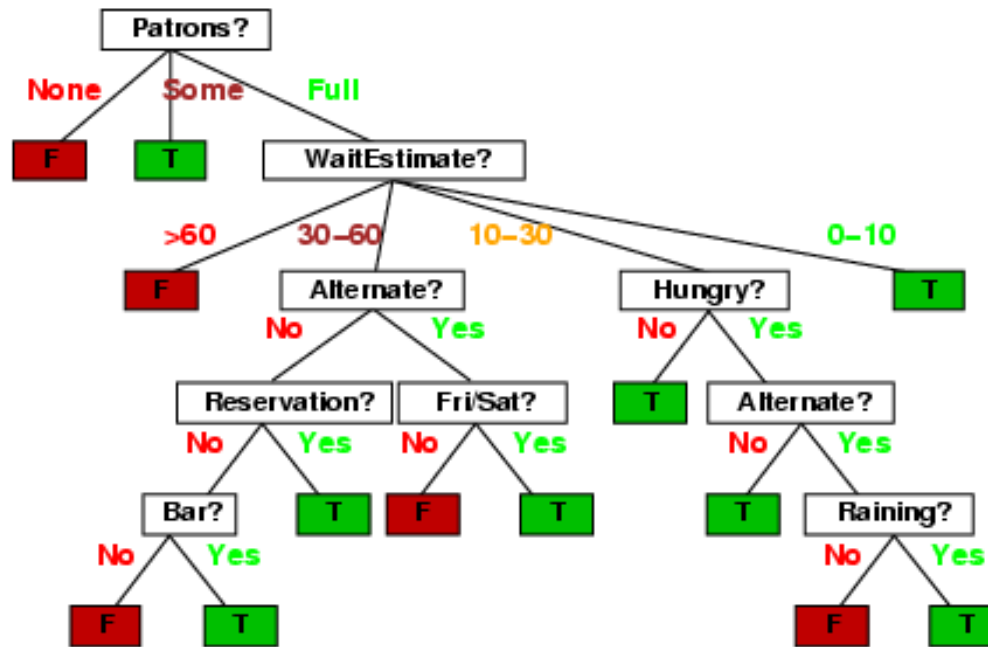 Patrons?
None Some Full
F T WaitEstimate?
>60 30–60 10–30 0–10
F Alternate? Hungry? T
No Yes No Yes
Reservation? Fri/Sat? T Alternate?
No Yes No Yes No Yes
Bar? T F T T Raining?
No Yes No Yes
F T F T